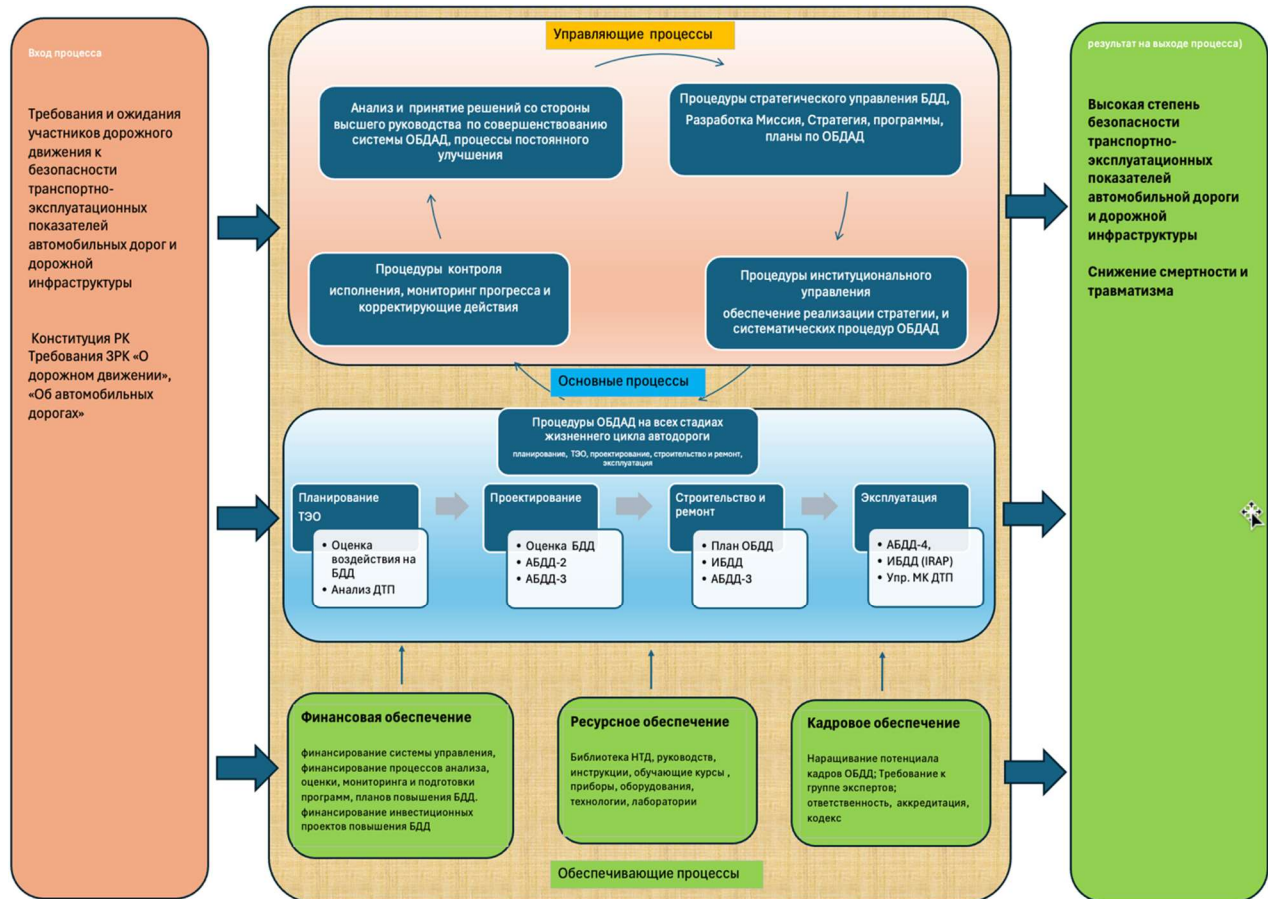 Вход процесса
Требования и ожидания
участников дорожного
движения к
безопасности
транспортно-
эксплуатационных
показателей
автомобильных дорог и
дорожной
инфраструктуры
Конституция РК
Требования ЗРК «О
дорожном движении»,
«Об автомобильных
дорогах»
Управляющие процессы
Анализ и принятие решений со стороны
высшего руководства по совершенствованию
системы ОБДАД, процессы постоянного
улучшения
Процедуры стратегического управления БДД,
Разработка Миссия, Стратегия, программы,
планы по ОБДАД
Процедуры контроля
исполнения, мониторинг прогресса и
корректирующие действия
Процедуры институционального
управления
обеспечение реализации стратегии, и
систематических процедур ОБДАД
Основные процессы
Процедуры ОБДАД на всех стадиях
жизненнего цикла автодороги
планирование, ТЭО, проектирование, строительство и ремонт,
эксплуатация
Планирование
ТЭО
• Оценка
воздействия на
БДД
• Анализ ДТП
Проектирование
• Оценка БДД
• АБДД-2
• АБДД-3
Строительство и
ремонт
• План ОБДД
• ИБДД
• АБДД-3
Эксплуатация
• АБДД-4,
• ИБДД (IRAP)
• Упр. МК ДТП
Финансовая обеспечение
финансирование системы управления,
финансирование процессов анализа,
оценки, мониторинга и подготовки
программ, планов повышения БДД.
финансирование инвестиционных
проектов повышения БДД
Ресурсное обеспечение
Библиотека НТД, руководств,
инструкции, обучающие курсы ,
приборы, оборудования,
технологии, лаборатории
Кадровое обеспечение
Наращивание потенциала
кадров ОБДД; Требование к
группе экспертов;
ответственность, аккредитация,
кодекс
Обеспечивающие процессы
результат на выходе процесса)
Высокая степень
безопасности
транспортно-
эксплуатационных
показателей
автомобильной дороги
и дорожной
инфраструктуры
Снижение смертности и
травматизма